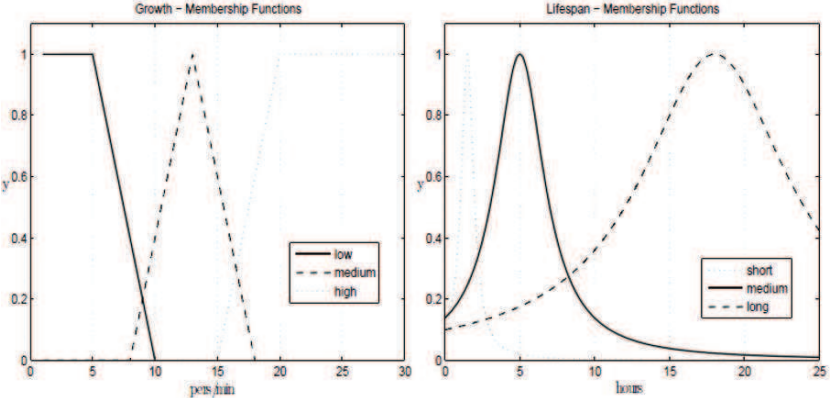 Growth − Membership Functions
1
0.8
y
0.6
0.4
0.2
0
low
medium
high
0 5 10 15 20 25 30
pers/min
Lifespan − Membership Functions
1
0.8
y
0.6
0.4
0.2
0
short
medium
long
0 5 10 15 20 25
hours